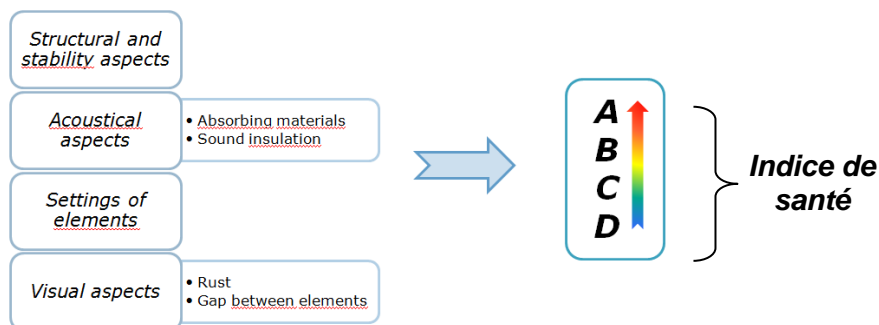 Structural and
stability aspects
Acoustical
aspects
• Absorbing materials
• Sound insulation
Settings of
elements
Visual aspects
• Rust
• Gap between elements
A
B
C
D
Indice de
santé